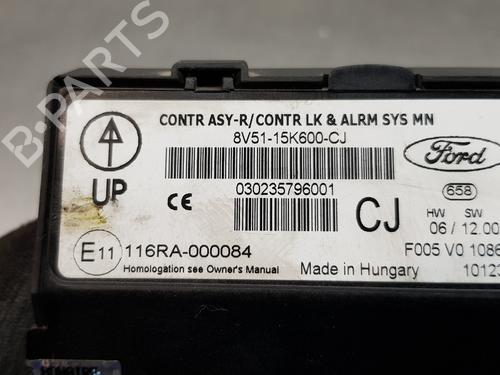 CONTR ASY-R/CONTR LK & ALRM SYS MN
8V51-15K600-CJ
Ford
UP
CE
030235796001
CJ
658
HW SW
06 / 12.00
E11 116RA-000084
F005 V0 1086
Homologation see Owner's Manual
Made in Hungary
10123
B-Parts